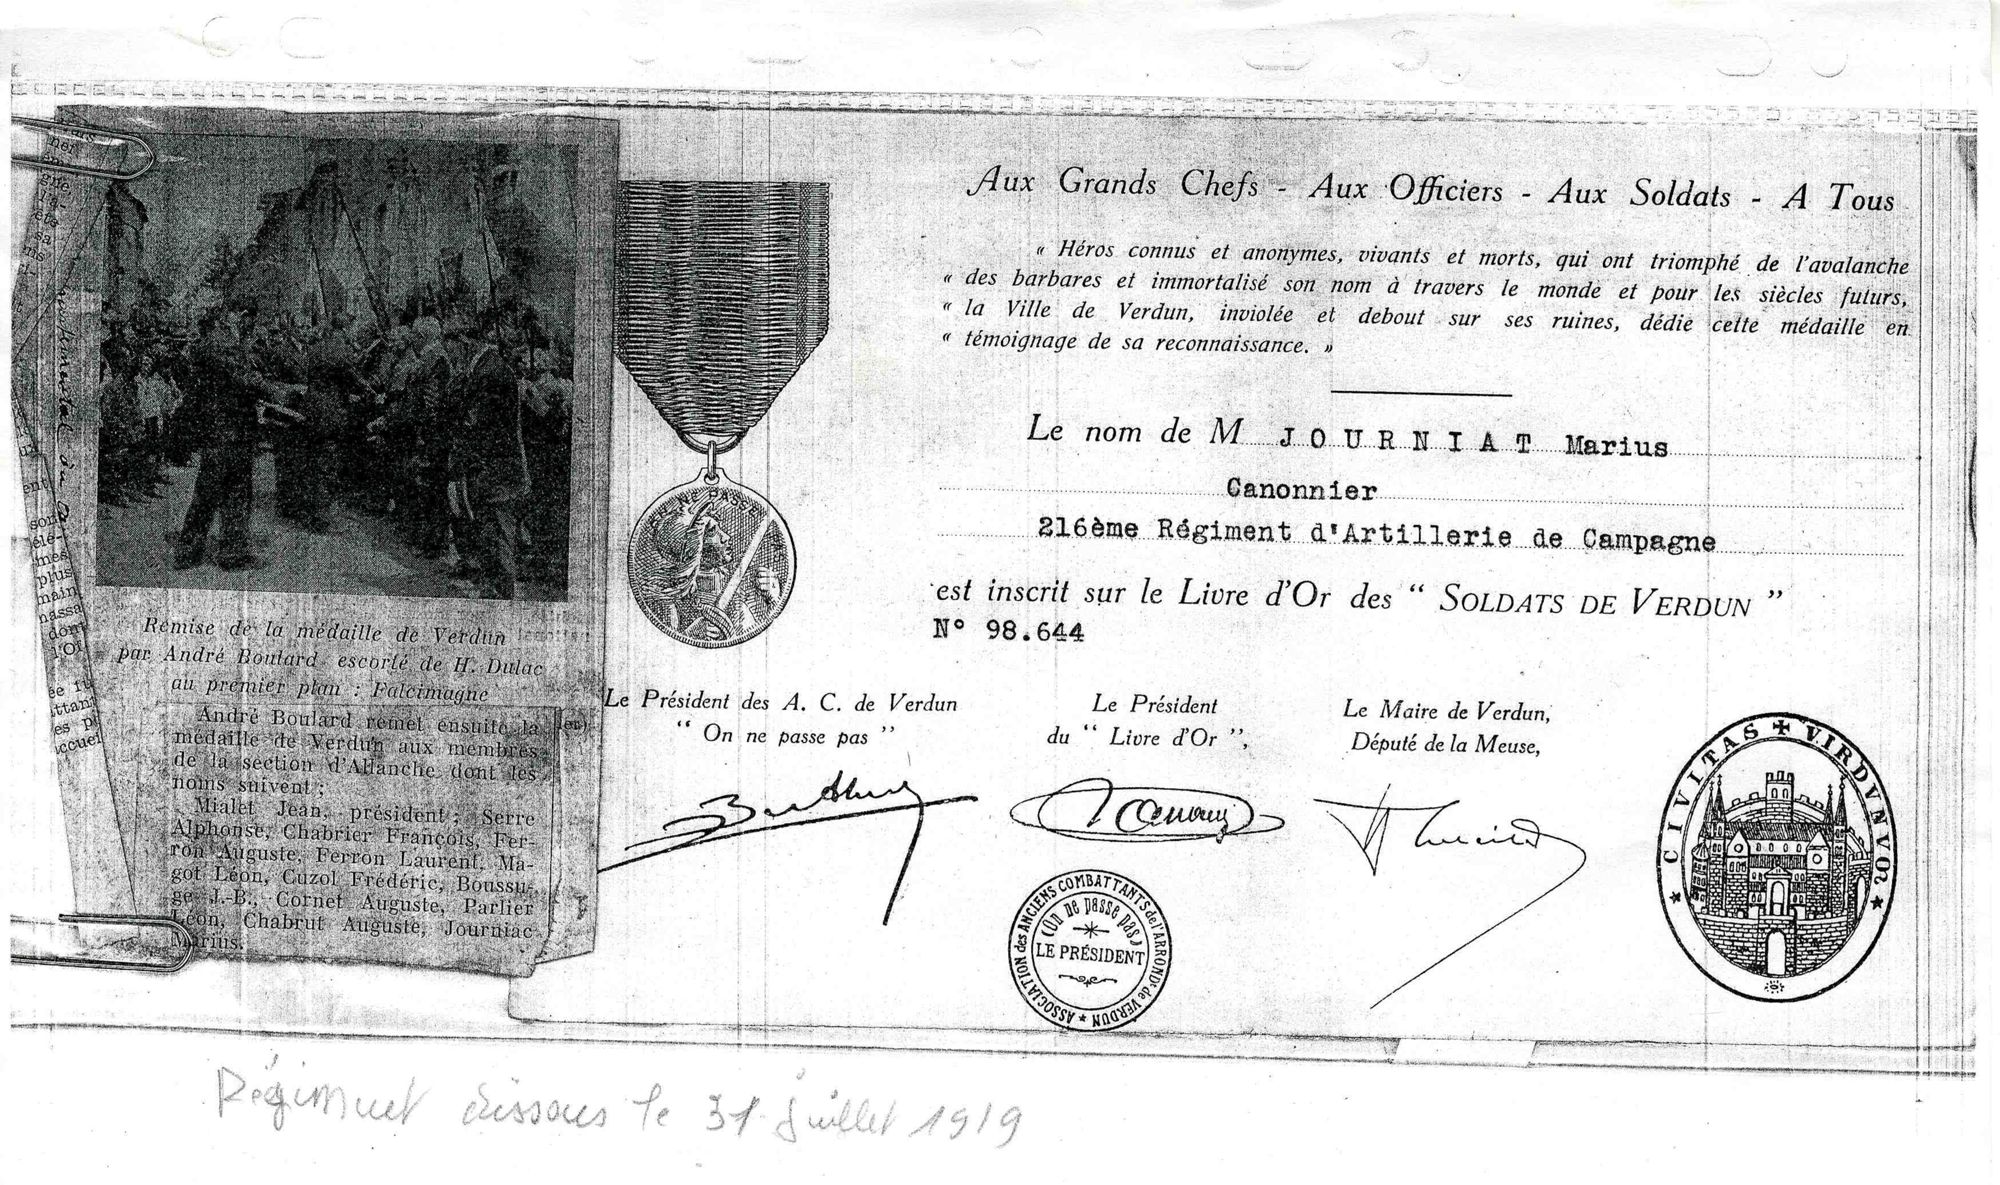 Aux Grands Chefs - Aux Officiers - Aux Soldats - A Tous
« Héros connus et anonymes, vivants et morts, qui ont triomphé de l'avalanche
« des barbares et immortalisé son nom à travers le monde et pour les siècles futurs,
« la Ville de Verdun, inviolée et debout sur ses ruines, dédie cette médaille en
« témoignage de sa reconnaissance. »
Le nom de M JOURNIAT Marius
Canonnier
216ème Régiment d'Artillerie de Campagne
est inscrit sur le Livre d'Or des “ SOLDATS DE VERDUN ”
N° 98.644
Le Président des A. C. de Verdun
“ On ne passe pas ”
Le Président
du “ Livre d'Or ”,
Le Maire de Verdun,
Député de la Meuse,
ON NE PASSE PAS
ASSOCIATION des ANCIENS COMBATTANTS de l'ARRONDt de VERDUN
(On ne passe pas)
LE PRÉSIDENT
CIVITAS VIRDVNVM
Remise de la médaille de Verdun
par André Boulard escorté de H. Dulac
au premier plan : Falcimagne
André Boulard remet ensuite la
médaille de Verdun aux membres
de la section d'Allanche dont les
noms suivent :
Mialet Jean, président ; Serre
Alphonse, Chabrier François, Fer-
ron Auguste, Ferron Laurent, Ma-
got Léon, Cuzol Frédéric, Boussu-
ge J.-B., Cornet Auguste, Parlier
Léon, Chabrut Auguste, Journiac
Marius.
Régiment dissous le 31 juillet 1919